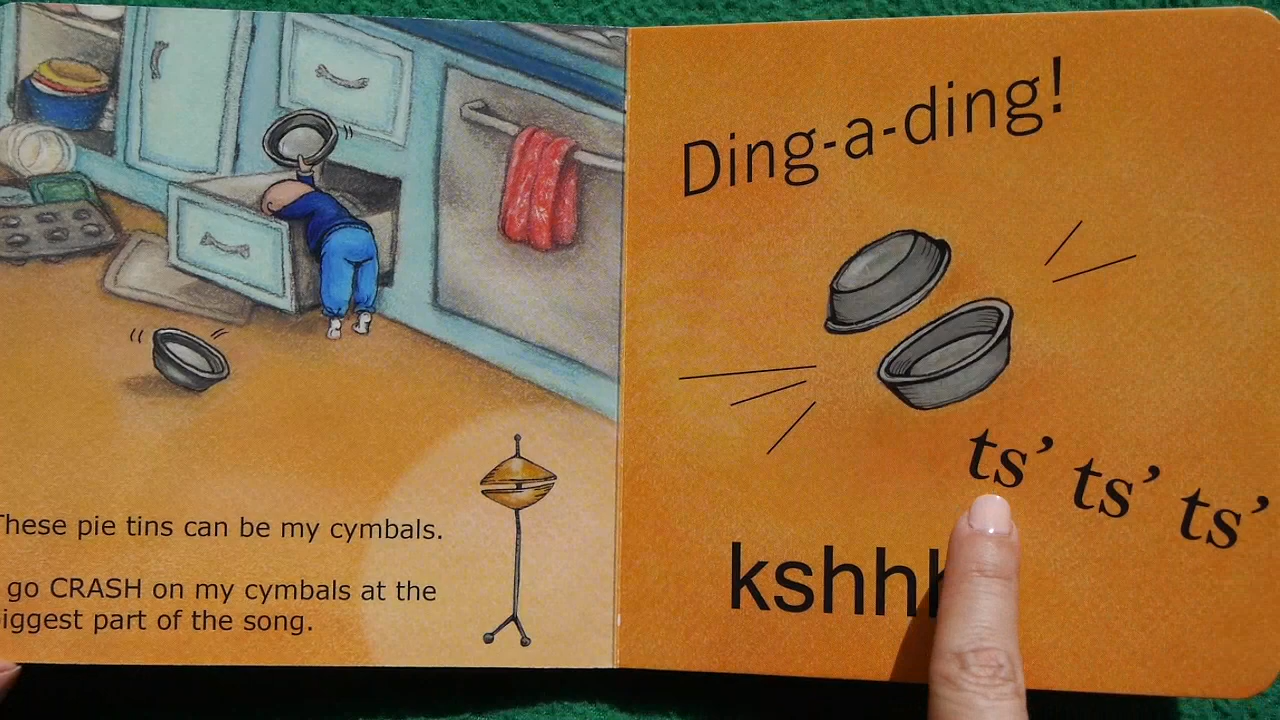 These pie tins can be my cymbals.
go CRASH on my cymbals at the
biggest part of the song.
Ding-a-ding!
ts’ ts’ ts’
kshhh